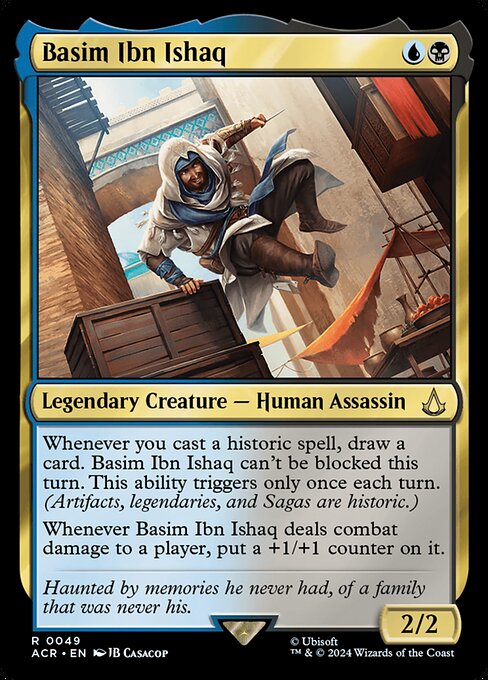 Basim Ibn Ishaq
Legendary Creature — Human Assassin
Whenever you cast a historic spell, draw a
card. Basim Ibn Ishaq can't be blocked this
turn. This ability triggers only once each turn.
(Artifacts, legendaries, and Sagas are historic.)
Whenever Basim Ibn Ishaq deals combat
damage to a player, put a +1/+1 counter on it.
Haunted by memories he never had, of a family
that was never his.
2/2
R 0049
ACR • EN JB Casacop
© Ubisoft
™ & © 2024 Wizards of the Coast